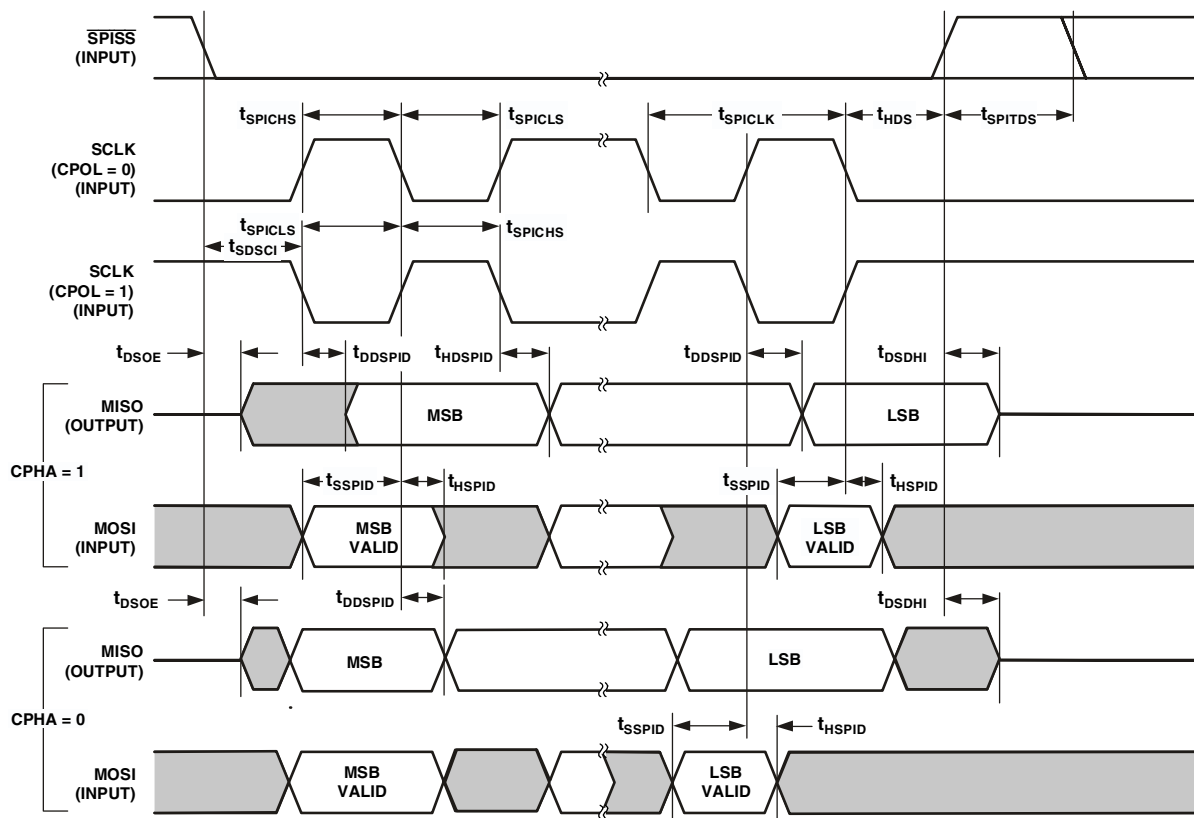 SPISS
(INPUT)
tSPICHS
tSPICLS
tSPICLK
tHDS
tSPITDS
SCLK
(CPOL = 0)
(INPUT)
tSPICLS
tSPICHS
tSDSCI
SCLK
(CPOL = 1)
(INPUT)
tDSOE
tDDSPID
tHDSPID
tDDSPID
tDSDHI
MISO
(OUTPUT)
MSB
LSB
CPHA = 1
tSSPID
tHSPID
tSSPID
tHSPID
MOSI
(INPUT)
MSB
VALID
LSB
VALID
tDSOE
tDDSPID
tDSDHI
MISO
(OUTPUT)
MSB
LSB
CPHA = 0
tSSPID
tHSPID
MOSI
(INPUT)
MSB
VALID
LSB
VALID